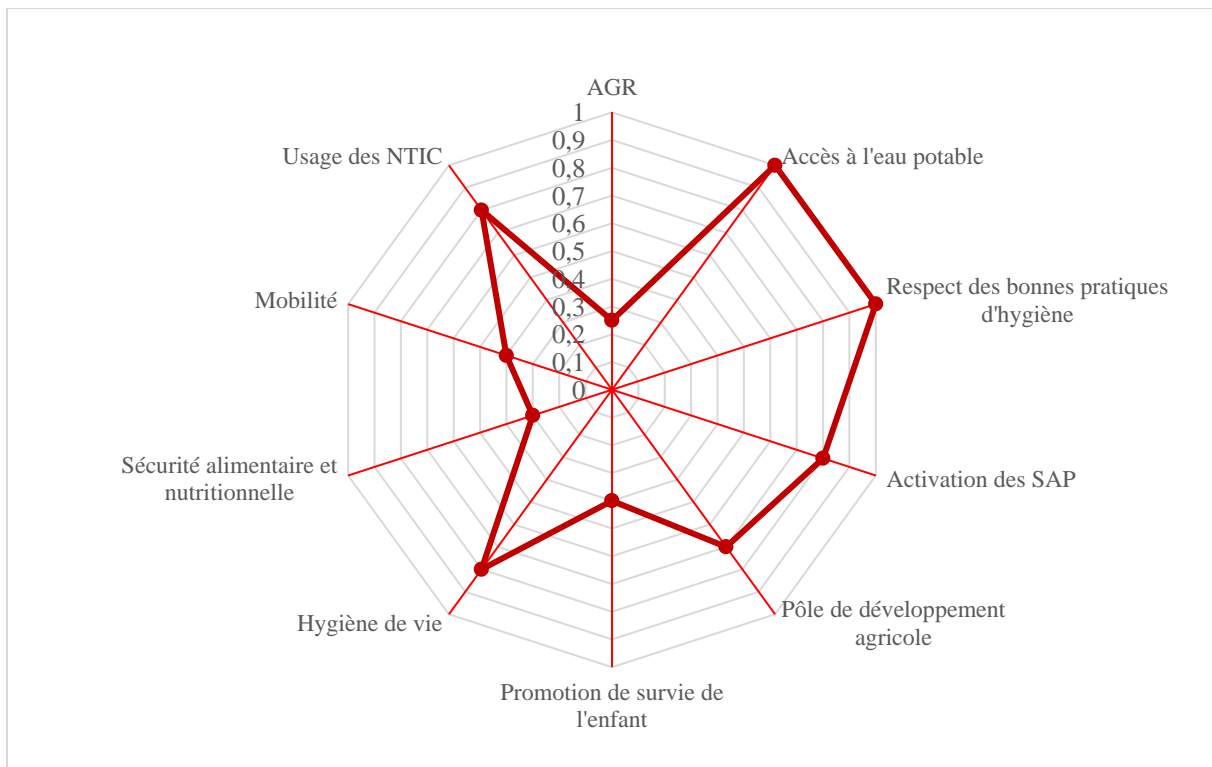 AGR
1
0,9
0,8
0,7
0,6
0,5
0,4
0,3
0,2
0,1
0
Accès à l'eau potable
Respect des bonnes pratiques
d'hygiène
Activation des SAP
Pôle de développement
agricole
Promotion de survie de
l'enfant
Hygiène de vie
Sécurité alimentaire et
nutritionnelle
Mobilité
Usage des NTIC